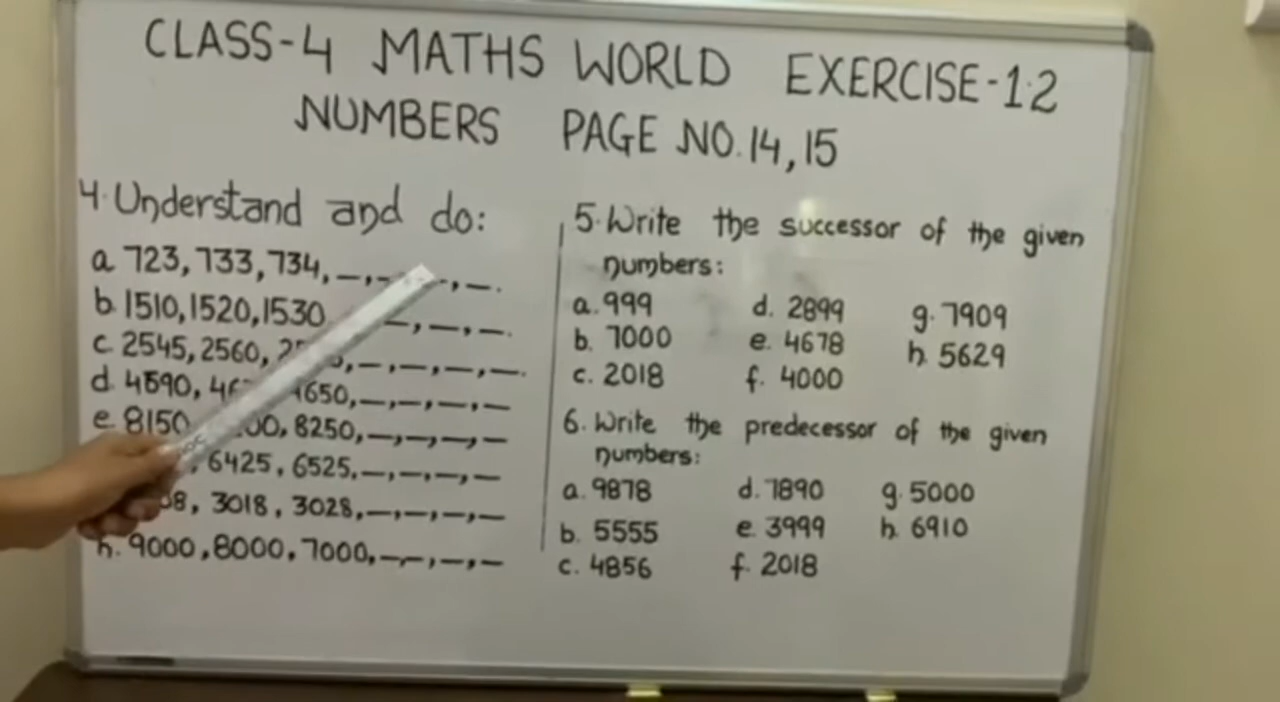 CLASS-4 MATHS WORLD EXERCISE-1.2
NUMBERS PAGE NO. 14, 15
4. Understand and do:
a 723, 733, 734, _, _, _, _.
b. 1510, 1520, 1530 _, _, _.
c. 2545, 2560, _, _, _, _.
d. 4590, 4650, _, _, _, _
e. 8150, 8250, _, _, _, _
6425, 6525, _, _, _, _
3018, 3028, _, _, _, _
h. 9000, 8000, 7000, _, _, _, _
5. Write the successor of the given
numbers:
a. 999 d. 2899 g. 7909
b. 7000 e. 4678 h. 5629
c. 2018 f. 4000
6. Write the predecessor of the given
numbers:
a. 9878 d. 7890 g. 5000
b. 5555 e. 3999 h. 6910
c. 4856 f. 2018